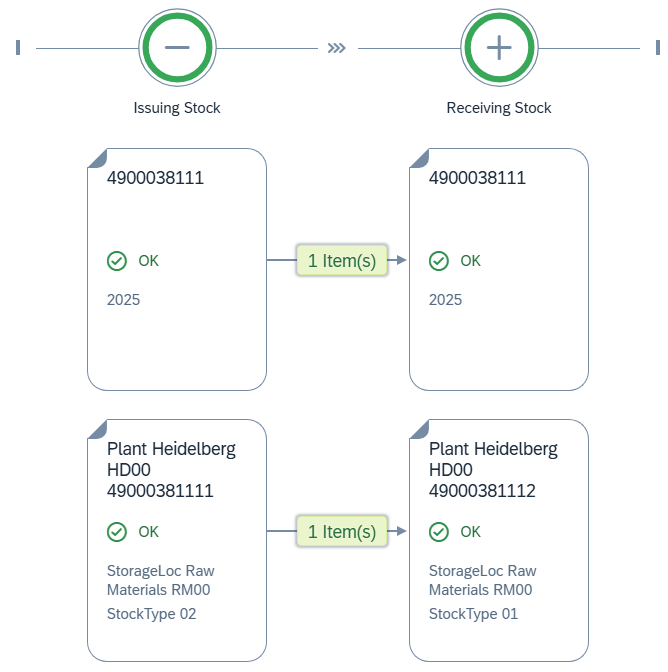 Issuing Stock
Receiving Stock
4900038111
OK
2025
1 Item(s)
4900038111
OK
2025
Plant Heidelberg
HD00
49000381111
OK
StorageLoc Raw
Materials RM00
StockType 02
1 Item(s)
Plant Heidelberg
HD00
49000381112
OK
StorageLoc Raw
Materials RM00
StockType 01